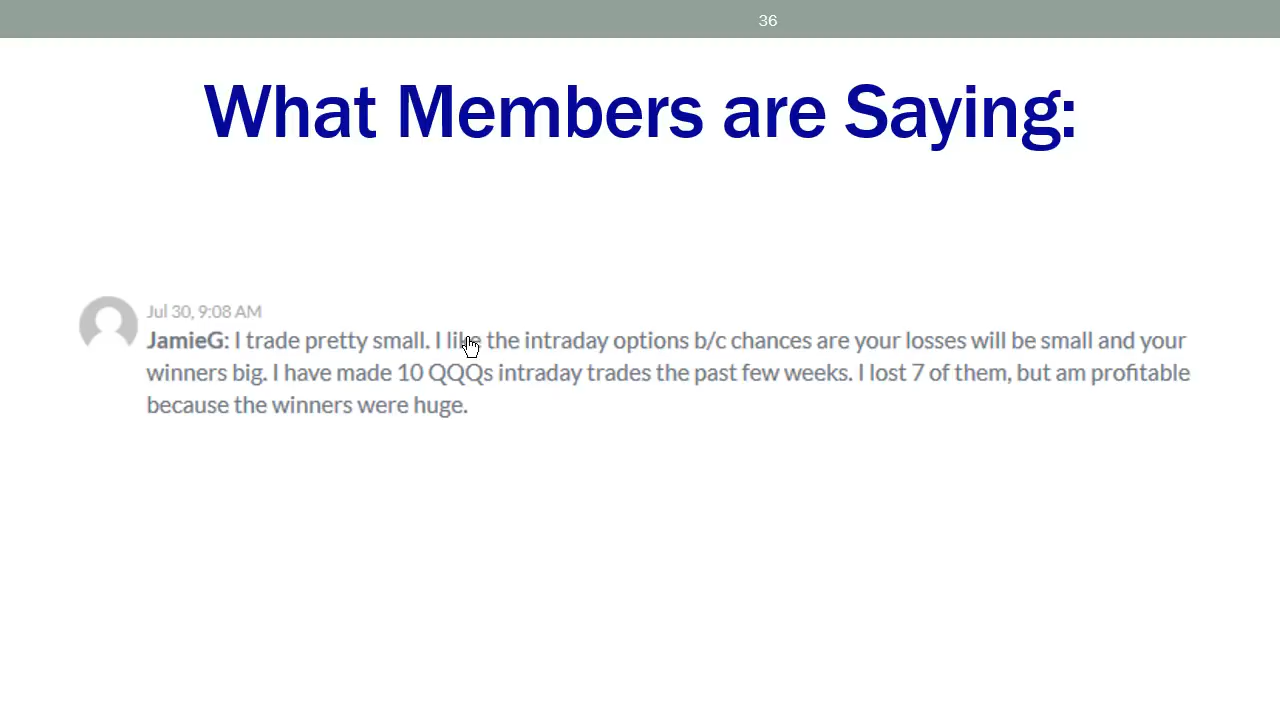 36
What Members are Saying:
Jul 30, 9:08 AM
JamieG: I trade pretty small. I like the intraday options b/c chances are your losses will be small and your
winners big. I have made 10 QQQs intraday trades the past few weeks. I lost 7 of them, but am profitable
because the winners were huge.